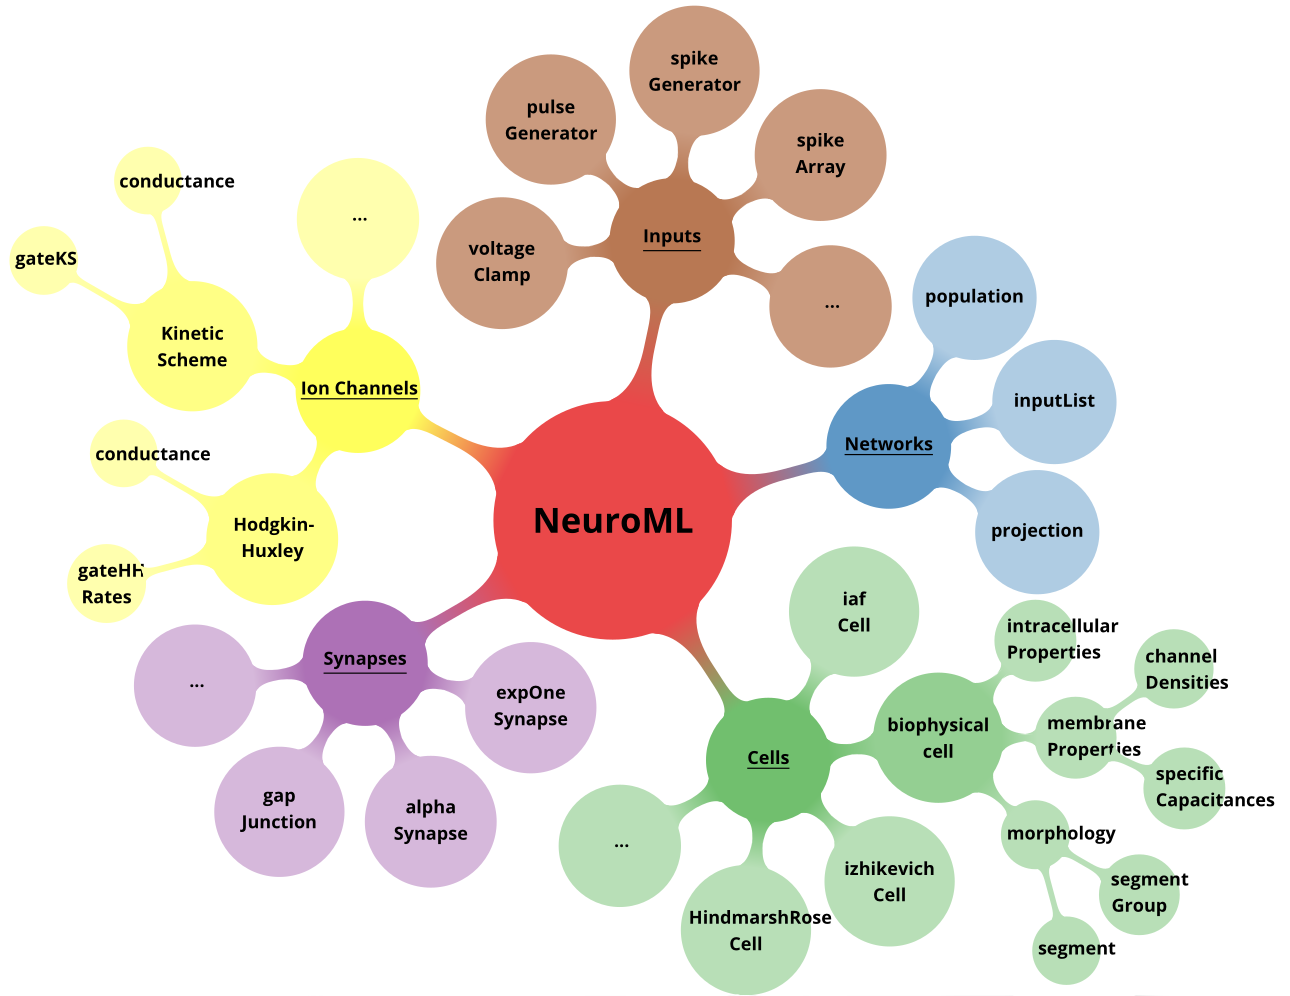 NeuroML
Inputs
voltage
Clamp
pulse
Generator
spike
Generator
spike
Array
...
Networks
population
inputList
projection
Cells
iaf
Cell
biophysical
cell
intracellular
Properties
membrane
Properties
channel
Densities
specific
Capacitances
morphology
segment
Group
segment
izhikevich
Cell
HindmarshRose
Cell
...
Synapses
expOne
Synapse
alpha
Synapse
gap
Junction
...
Ion Channels
...
Kinetic
Scheme
conductance
gateKS
Hodgkin-
Huxley
conductance
gateHH
Rates